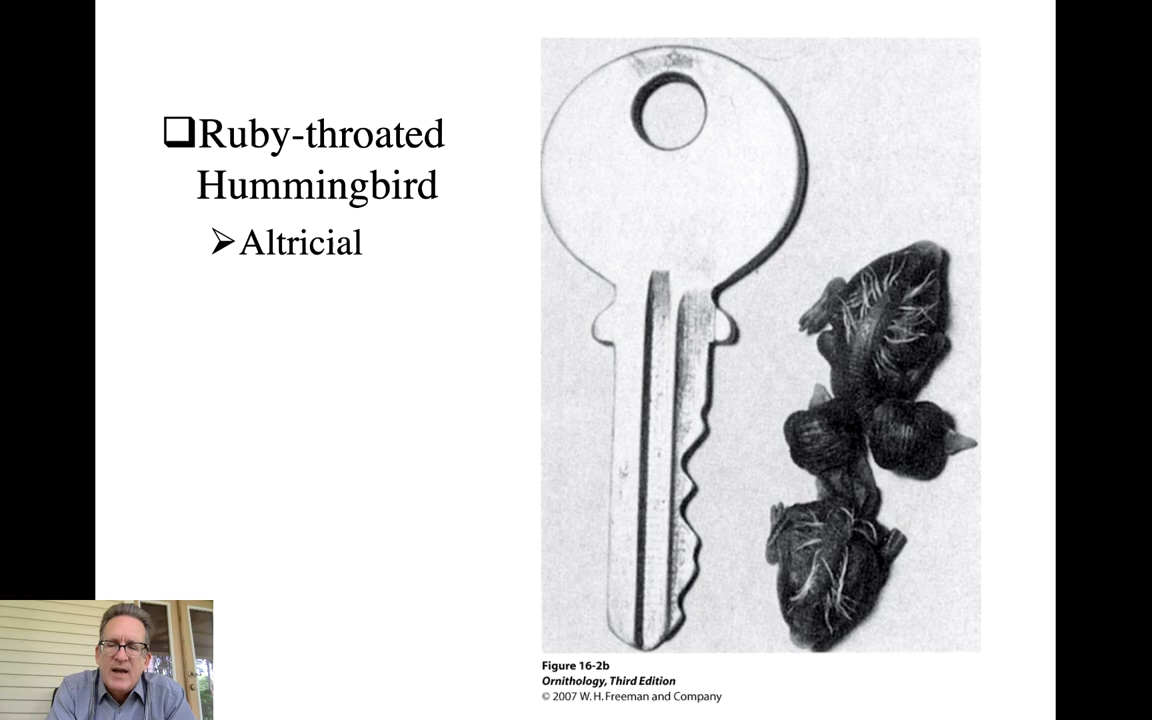 Ruby-throated
Hummingbird
Altricial
Figure 16-2b
Ornithology, Third Edition
© 2007 W. H. Freeman and Company